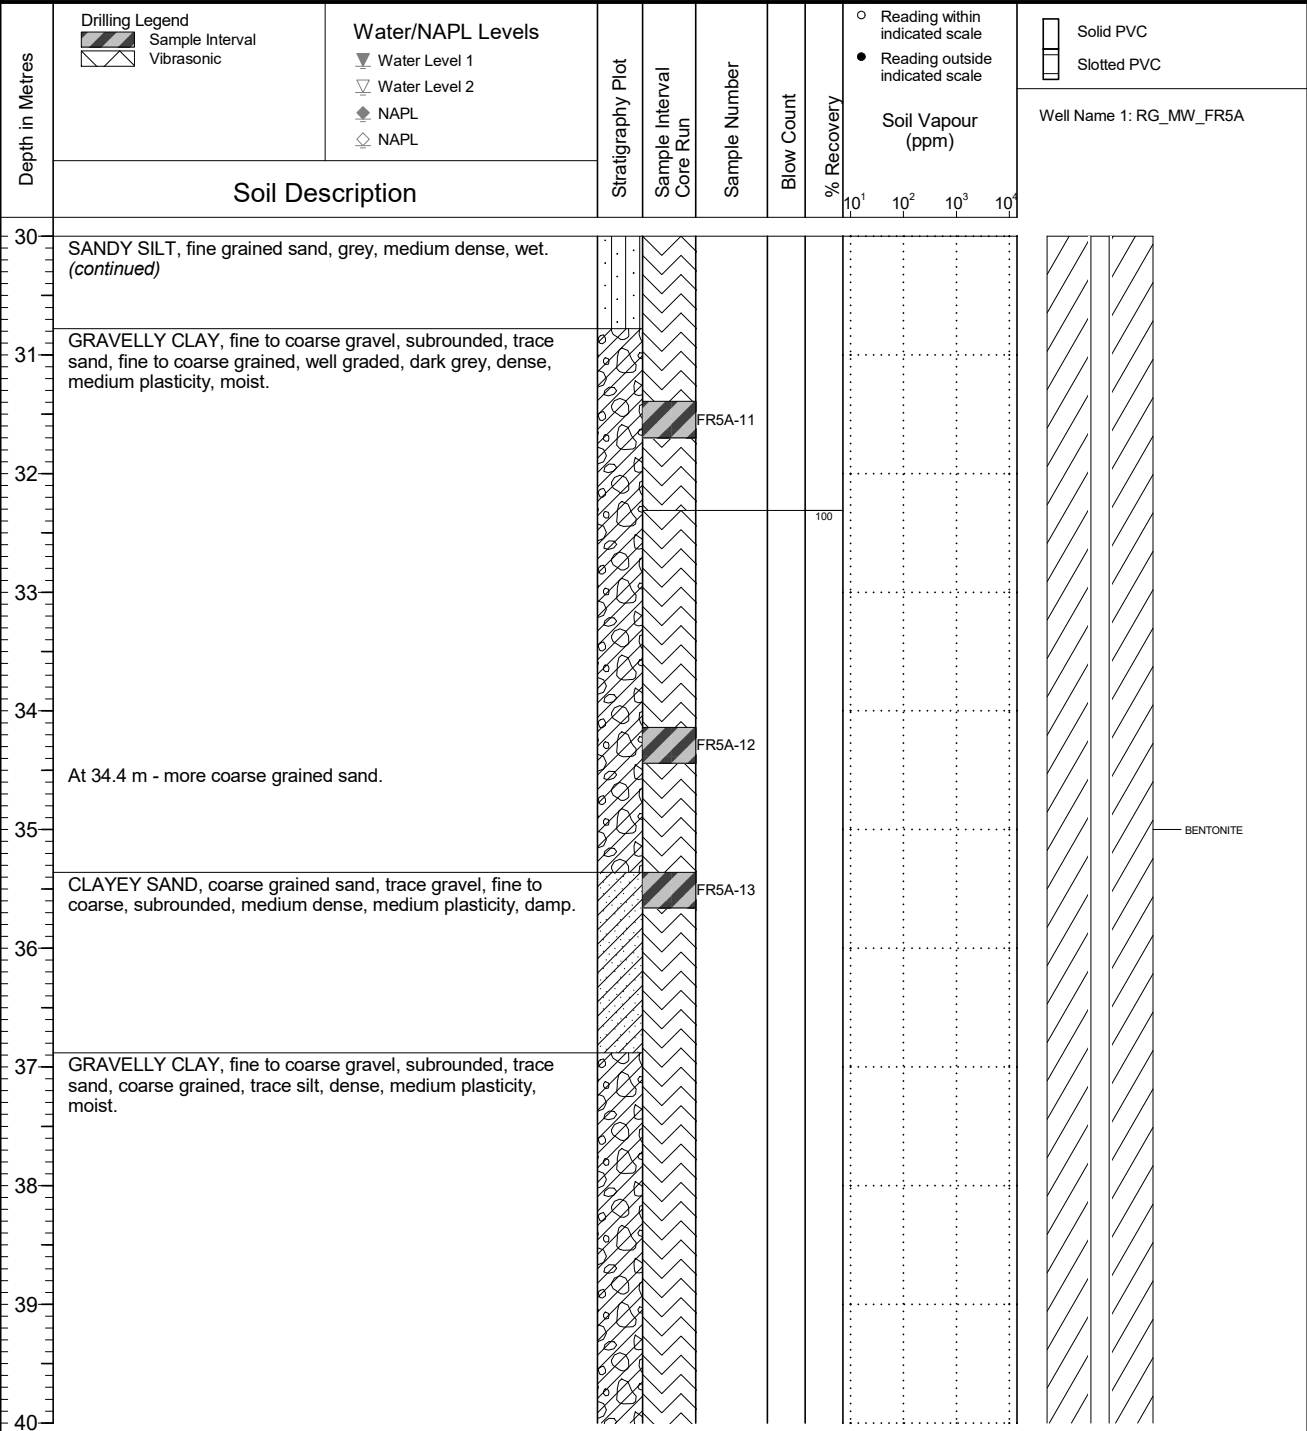 Depth in Metres
Drilling Legend
Sample Interval
Vibrasonic
Water/NAPL Levels
Water Level 1
Water Level 2
NAPL
NAPL
Soil Description
Stratigraphy Plot
Sample Interval
Core Run
Sample Number
Blow Count
% Recovery
Reading within
indicated scale
Reading outside
indicated scale
Soil Vapour
(ppm)
10¹ 10² 10³ 10⁴
Solid PVC
Slotted PVC
Well Name 1: RG_MW_FR5A
30
SANDY SILT, fine grained sand, grey, medium dense, wet.
(continued)
GRAVELLY CLAY, fine to coarse gravel, subrounded, trace
sand, fine to coarse grained, well graded, dark grey, dense,
medium plasticity, moist.
31
FR5A-11
32
100
33
34
FR5A-12
At 34.4 m - more coarse grained sand.
35
BENTONITE
CLAYEY SAND, coarse grained sand, trace gravel, fine to
coarse, subrounded, medium dense, medium plasticity, damp.
FR5A-13
36
37
GRAVELLY CLAY, fine to coarse gravel, subrounded, trace
sand, coarse grained, trace silt, dense, medium plasticity,
moist.
38
39
40